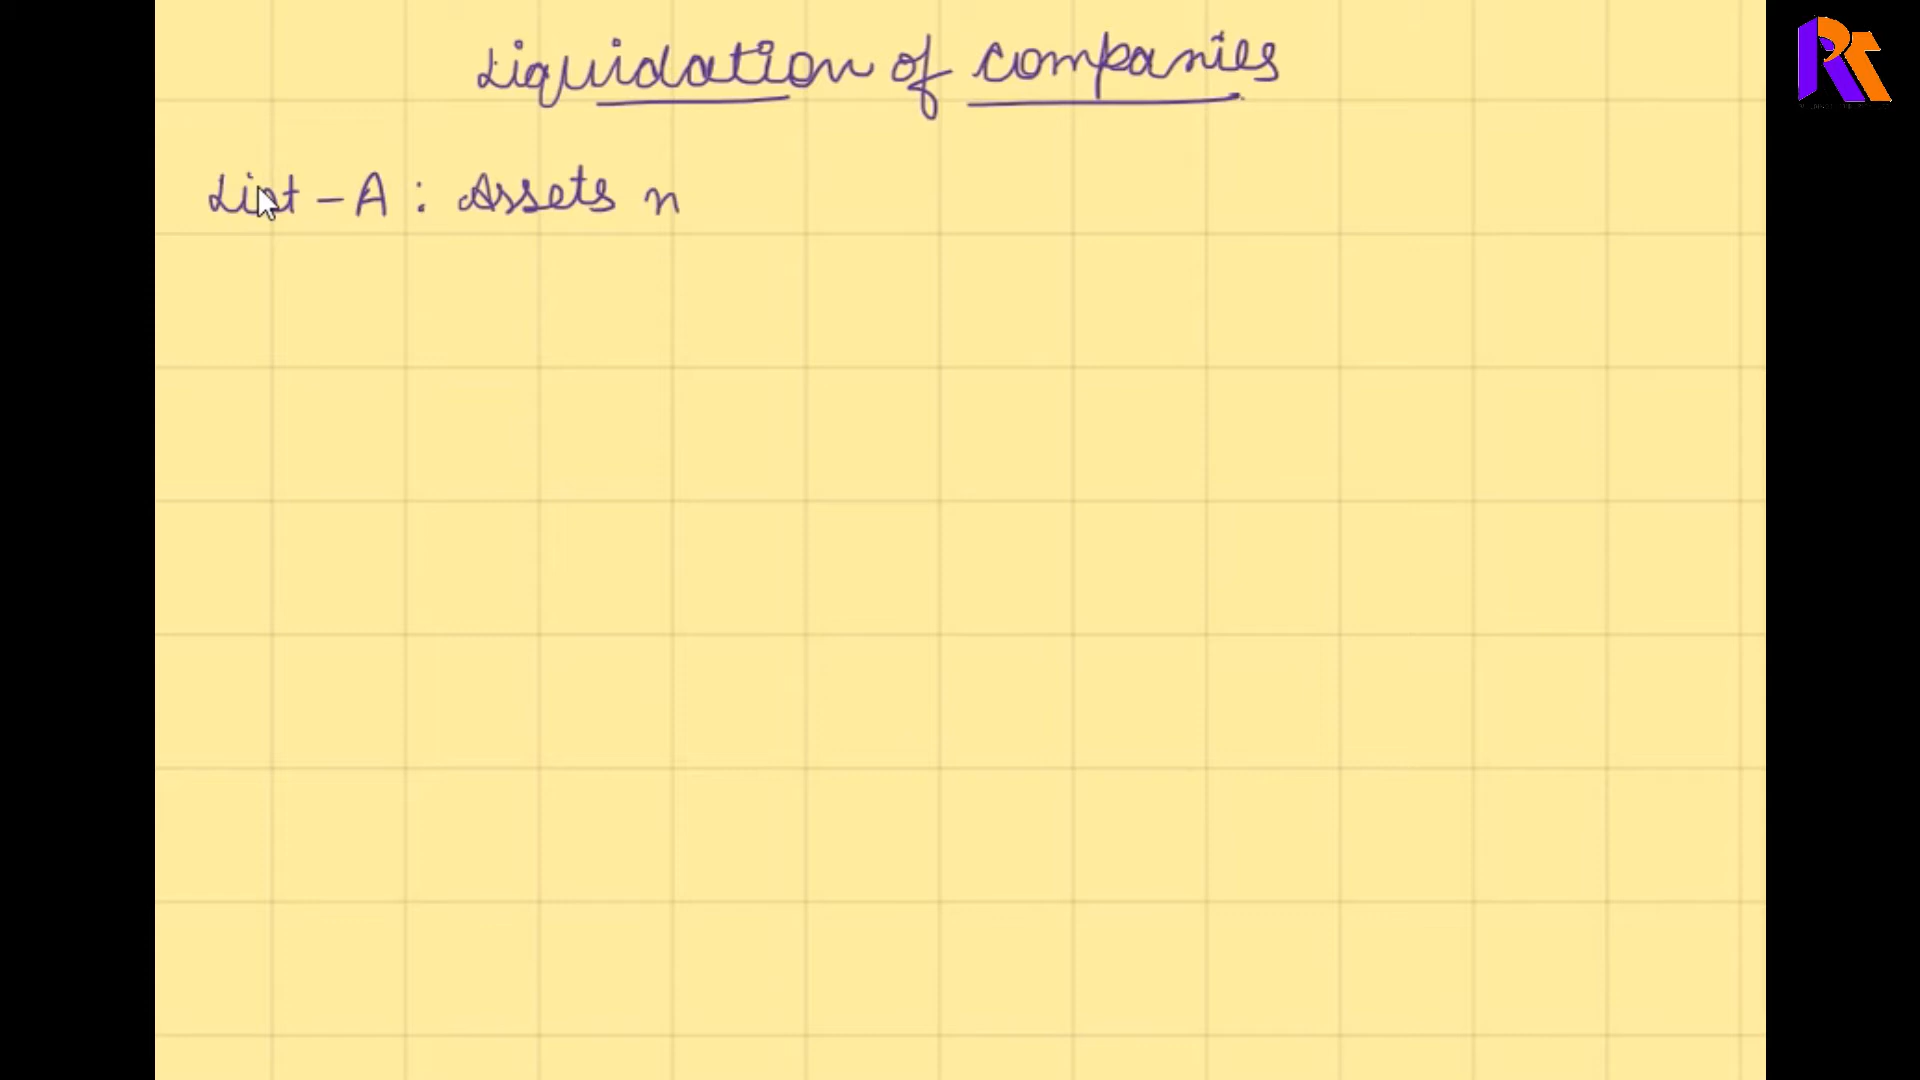 Liquidation of companies
List - A : Assets n